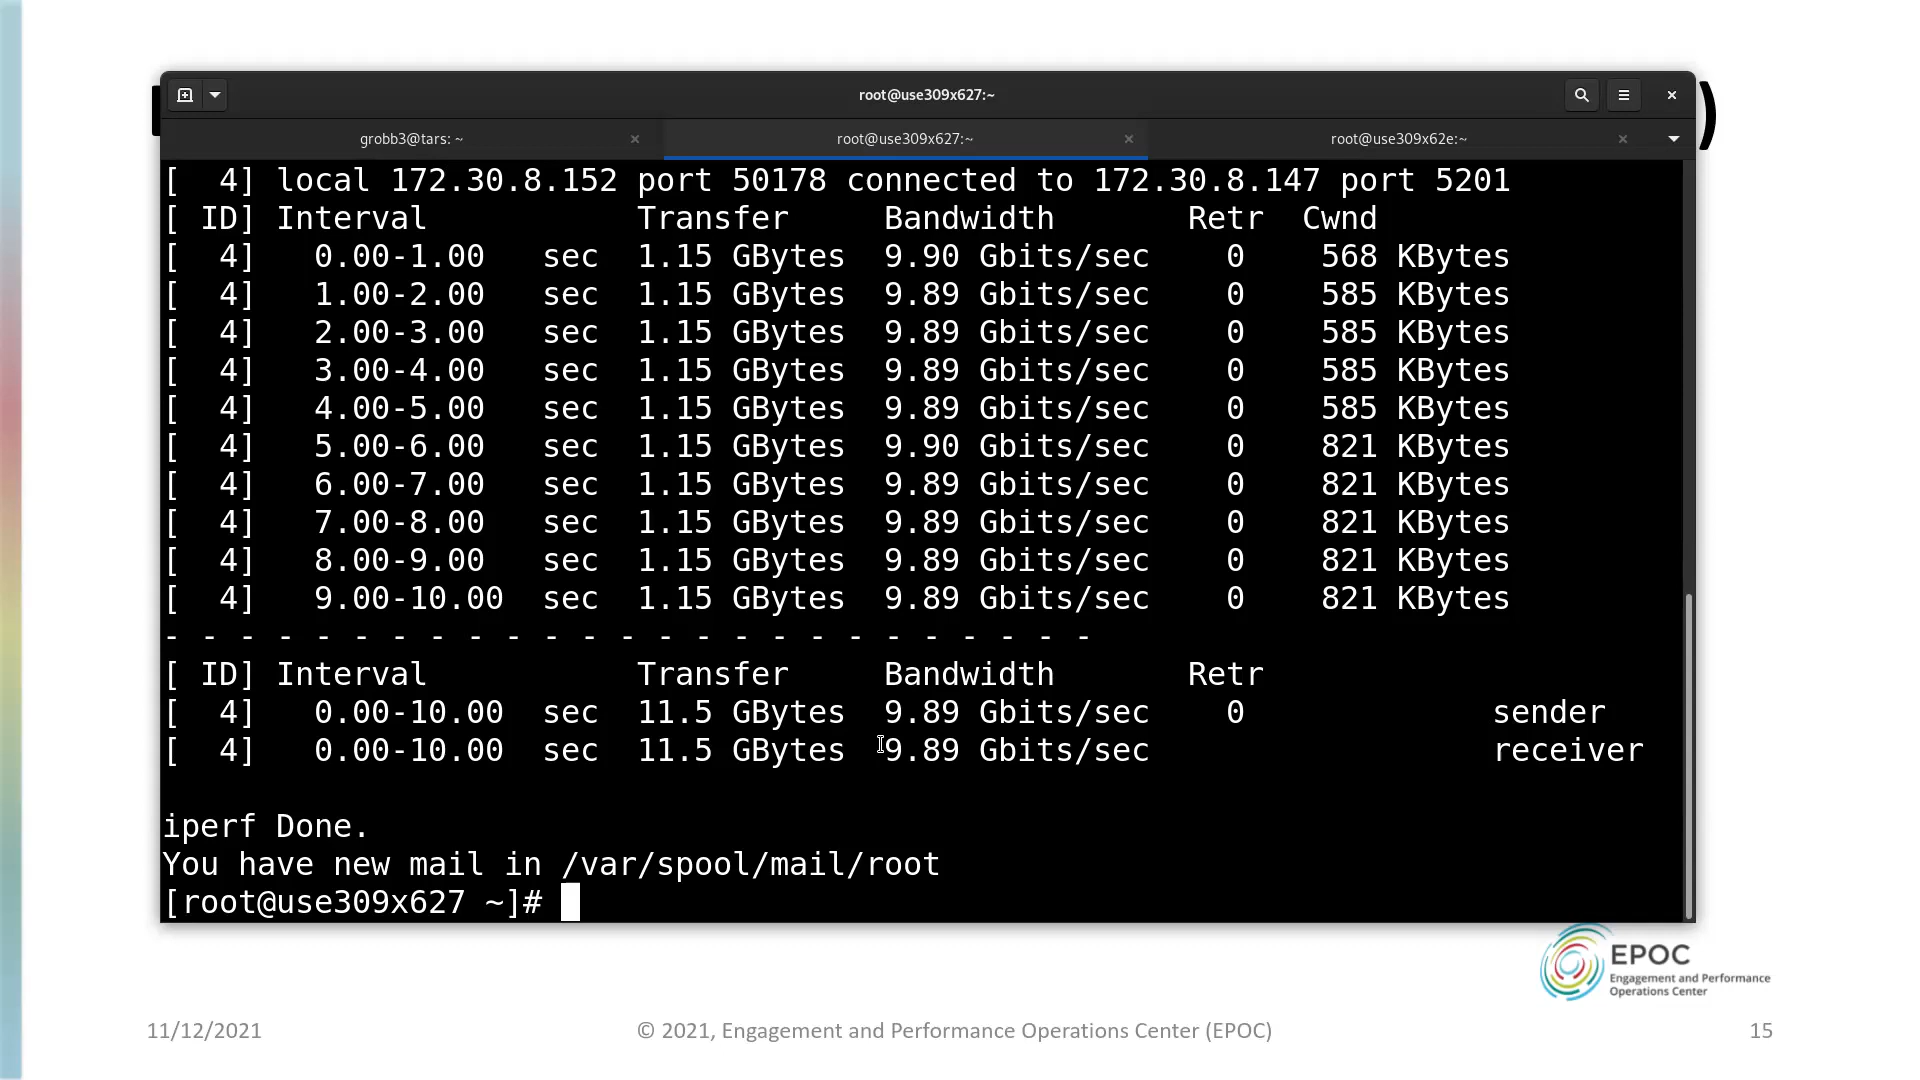 root@use309x627:~
grobb3@tars: ~
root@use309x627:~
root@use309x62e:~
)
[  4] local 172.30.8.152 port 50178 connected to 172.30.8.147 port 5201
[ ID] Interval           Transfer     Bandwidth       Retr  Cwnd
[  4]   0.00-1.00   sec  1.15 GBytes  9.90 Gbits/sec    0    568 KBytes
[  4]   1.00-2.00   sec  1.15 GBytes  9.89 Gbits/sec    0    585 KBytes
[  4]   2.00-3.00   sec  1.15 GBytes  9.89 Gbits/sec    0    585 KBytes
[  4]   3.00-4.00   sec  1.15 GBytes  9.89 Gbits/sec    0    585 KBytes
[  4]   4.00-5.00   sec  1.15 GBytes  9.89 Gbits/sec    0    585 KBytes
[  4]   5.00-6.00   sec  1.15 GBytes  9.90 Gbits/sec    0    821 KBytes
[  4]   6.00-7.00   sec  1.15 GBytes  9.89 Gbits/sec    0    821 KBytes
[  4]   7.00-8.00   sec  1.15 GBytes  9.89 Gbits/sec    0    821 KBytes
[  4]   8.00-9.00   sec  1.15 GBytes  9.89 Gbits/sec    0    821 KBytes
[  4]   9.00-10.00  sec  1.15 GBytes  9.89 Gbits/sec    0    821 KBytes
- - - - - - - - - - - - - - - - - - - - - - - - -
[ ID] Interval           Transfer     Bandwidth       Retr
[  4]   0.00-10.00  sec  11.5 GBytes  9.89 Gbits/sec    0             sender
[  4]   0.00-10.00  sec  11.5 GBytes  9.89 Gbits/sec                  receiver
iperf Done.
You have new mail in /var/spool/mail/root
[root@use309x627 ~]#
EPOC
Engagement and Performance
Operations Center
11/12/2021
© 2021, Engagement and Performance Operations Center (EPOC)
15